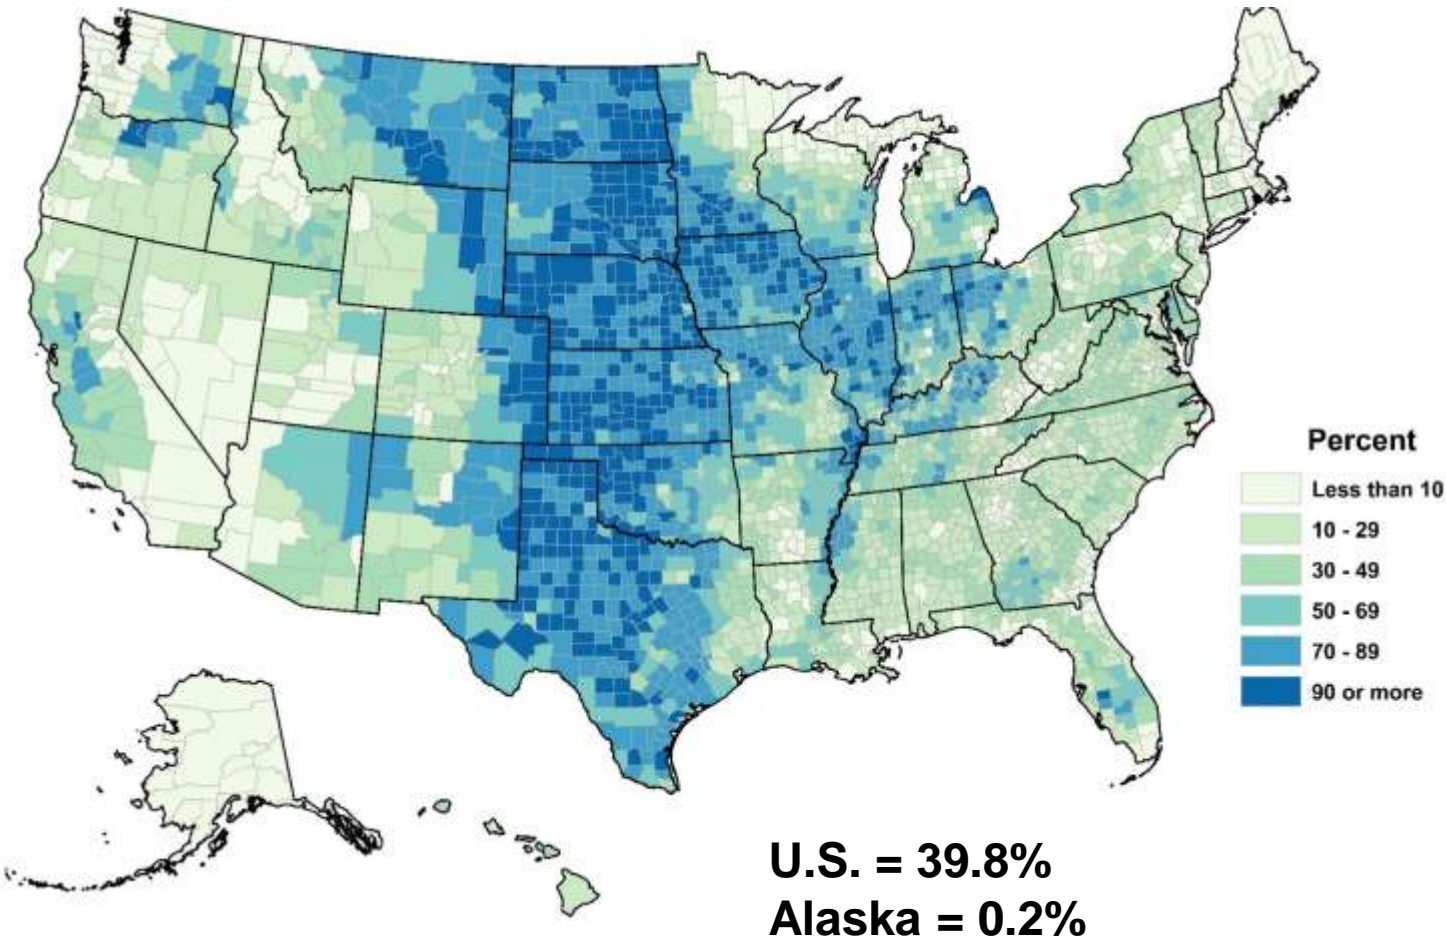 Percent
Less than 10
10 - 29
30 - 49
50 - 69
70 - 89
90 or more
U.S. = 39.8%
Alaska = 0.2%